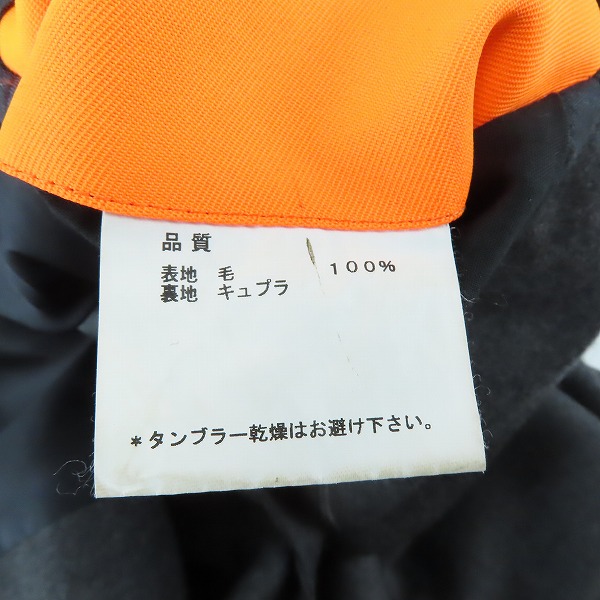 品質
表地 毛 100%
裏地 キュプラ
*タンブラー乾燥はお避け下さい。